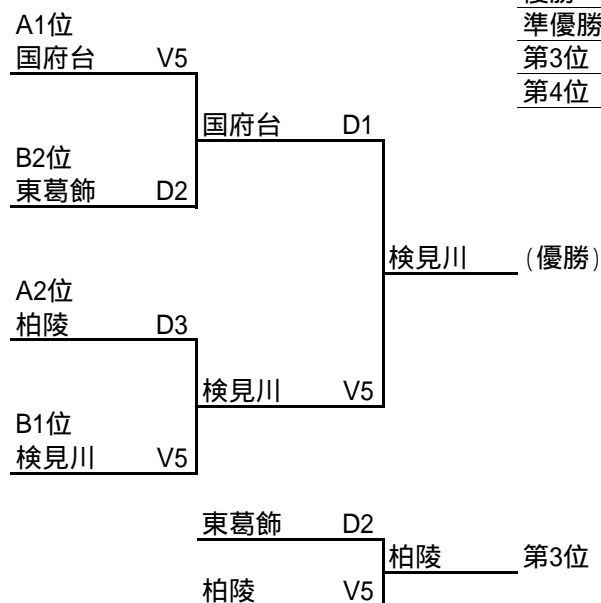 準優勝
第3位
第4位
A1位
国府台 V5
国府台 D1
B2位
東葛飾 D2
検見川 (優勝)
A2位
柏陵 D3
検見川 V5
B1位
検見川 V5
東葛飾 D2
柏陵 第3位
柏陵 V5